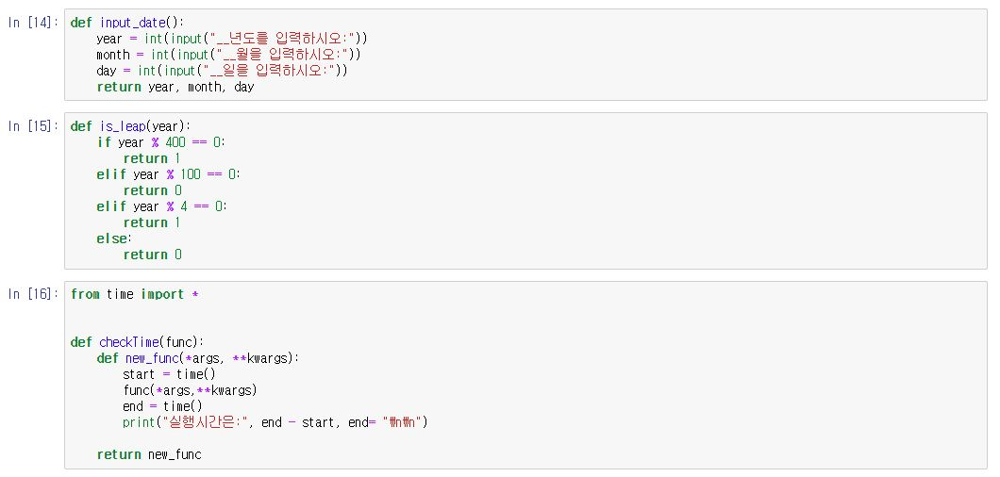 In [14]: def input_date():
    year = int(input("__년도를 입력하시오:"))
    month = int(input("__월을 입력하시오:"))
    day = int(input("__일을 입력하시오:"))
    return year, month, day
In [15]: def is_leap(year):
    if year % 400 == 0:
        return 1
    elif year % 100 == 0:
        return 0
    elif year % 4 == 0:
        return 1
    else:
        return 0
In [16]: from time import *
def checkTime(func):
    def new_func(*args, **kwargs):
        start = time()
        func(*args,**kwargs)
        end = time()
        print("실행시간은:", end - start, end= "₩n₩n")
    return new_func